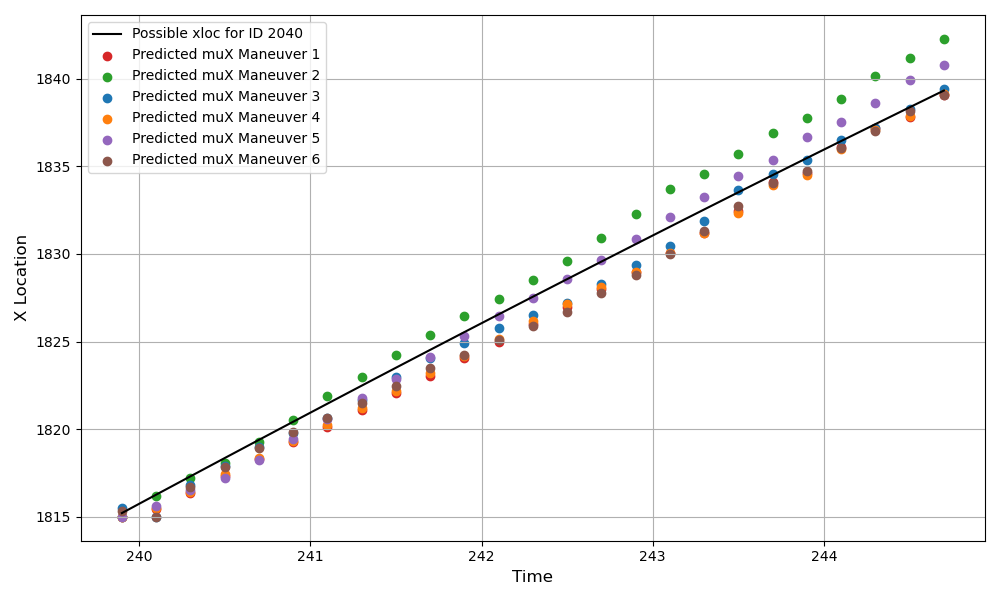 Possible xloc for ID 2040
Predicted muX Maneuver 1
Predicted muX Maneuver 2
Predicted muX Maneuver 3
Predicted muX Maneuver 4
Predicted muX Maneuver 5
Predicted muX Maneuver 6
1840
1835
1830
1825
1820
1815
X Location
240 241 242 243 244
Time